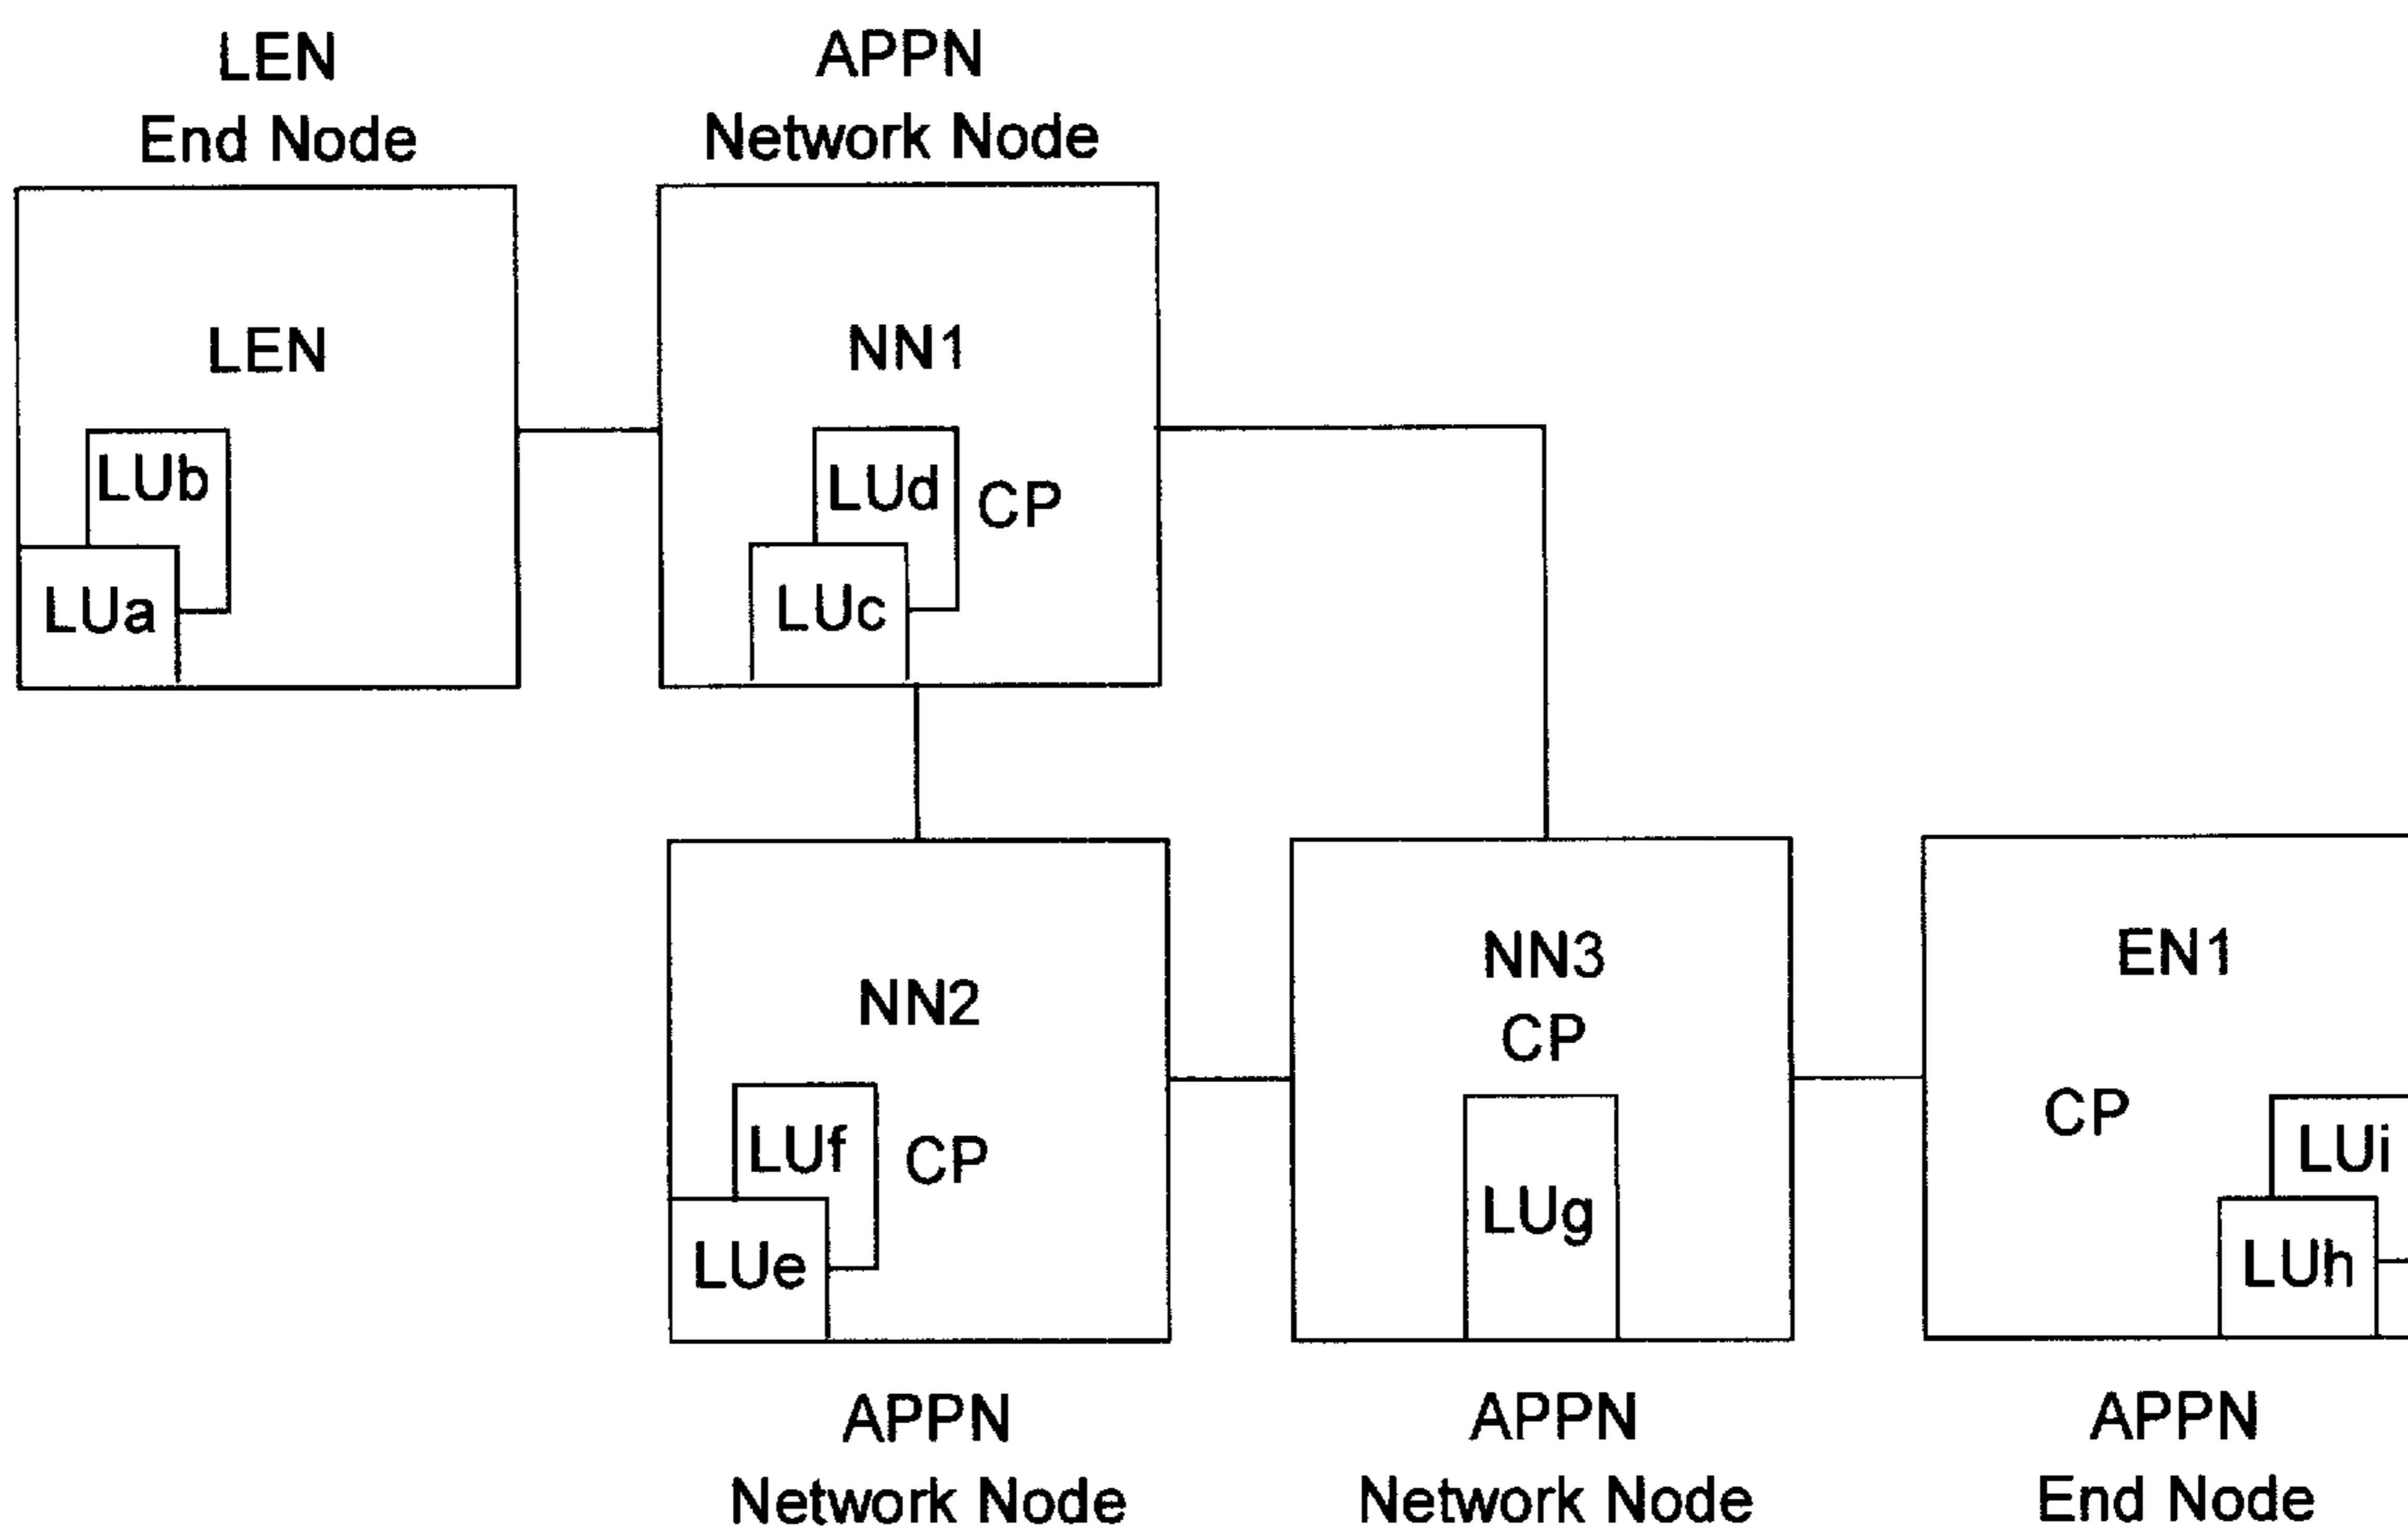 LEN
End Node
APPN
Network Node
LEN
LUb
LUa
NN1
LUd
CP
LUc
NN2
LUf
CP
LUe
NN3
CP
LUg
EN1
CP
LUi
LUh
APPN
Network Node
APPN
Network Node
APPN
End Node